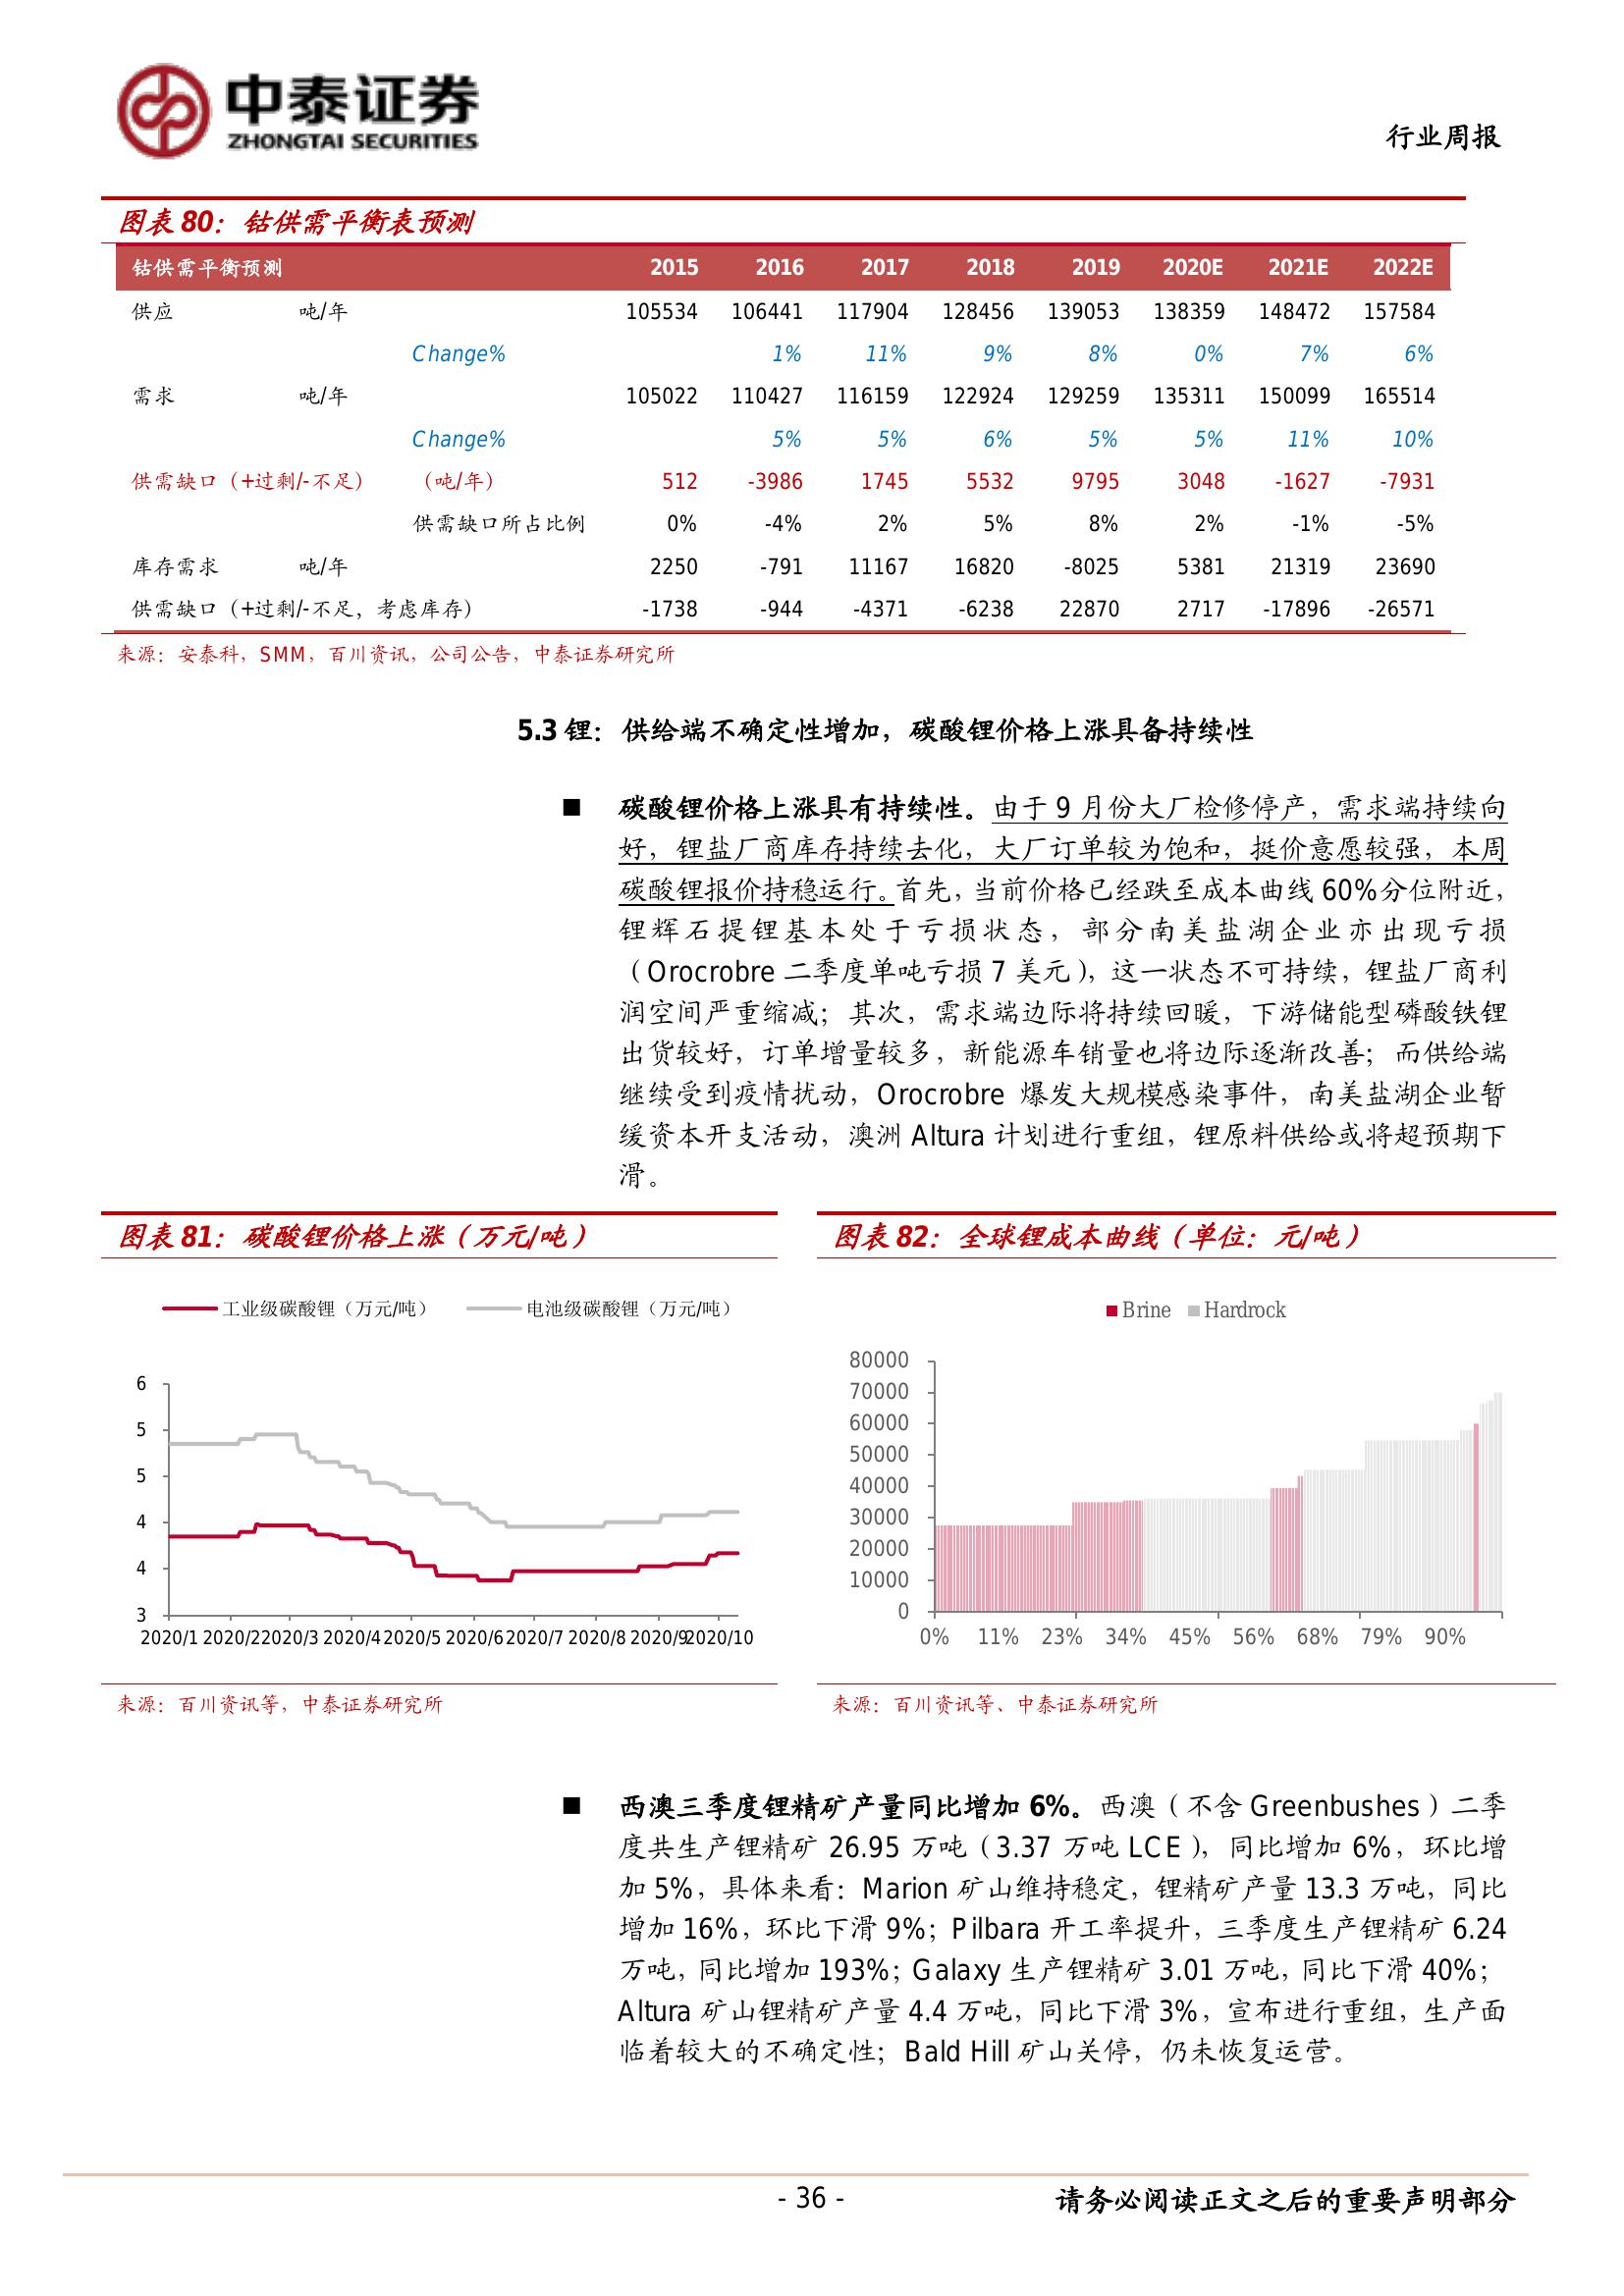 中泰证券
ZHONGTAI SECURITIES
行业周报
图表 80：钴供需平衡表预测
钴供需平衡预测 2015 2016 2017 2018 2019 2020E 2021E 2022E
供应 吨/年 105534 106441 117904 128456 139053 138359 148472 157584
Change% 1% 11% 9% 8% 0% 7% 6%
需求 吨/年 105022 110427 116159 122924 129259 135311 150099 165514
Change% 5% 5% 6% 5% 5% 11% 10%
供需缺口（+过剩/-不足） （吨/年） 512 -3986 1745 5532 9795 3048 -1627 -7931
供需缺口所占比例 0% -4% 2% 5% 8% 2% -1% -5%
库存需求 吨/年 2250 -791 11167 16820 -8025 5381 21319 23690
供需缺口（+过剩/-不足，考虑库存） -1738 -944 -4371 -6238 22870 2717 -17896 -26571
来源：安泰科，SMM，百川资讯，公司公告，中泰证券研究所
5.3 锂：供给端不确定性增加，碳酸锂价格上涨具备持续性
■ 碳酸锂价格上涨具有持续性。由于 9 月份大厂检修停产，需求端持续向
好，锂盐厂商库存持续去化，大厂订单较为饱和，挺价意愿较强，本周
碳酸锂报价持稳运行。首先，当前价格已经跌至成本曲线 60%分位附近，
锂辉石提锂基本处于亏损状态，部分南美盐湖企业亦出现亏损
（Orocrobre 二季度单吨亏损 7 美元），这一状态不可持续，锂盐厂商利
润空间严重缩减；其次，需求端边际将持续回暖，下游储能型磷酸铁锂
出货较好，订单增量较多，新能源车销量也将边际逐渐改善；而供给端
继续受到疫情扰动，Orocrobre 爆发大规模感染事件，南美盐湖企业暂
缓资本开支活动，澳洲 Altura 计划进行重组，锂原料供给或将超预期下
滑。
图表 81：碳酸锂价格上涨（万元/吨）
工业级碳酸锂（万元/吨） 电池级碳酸锂（万元/吨）
6
5
5
4
4
3
2020/1 2020/2 2020/3 2020/4 2020/5 2020/6 2020/7 2020/8 2020/9 2020/10
来源：百川资讯等，中泰证券研究所
图表 82：全球锂成本曲线（单位：元/吨）
Brine Hardrock
80000
70000
60000
50000
40000
30000
20000
10000
0
0% 11% 23% 34% 45% 56% 68% 79% 90%
来源：百川资讯等、中泰证券研究所
■ 西澳三季度锂精矿产量同比增加 6%。西澳（不含 Greenbushes）二季
度共生产锂精矿 26.95 万吨（3.37 万吨 LCE），同比增加 6%，环比增
加 5%，具体来看：Marion 矿山维持稳定，锂精矿产量 13.3 万吨，同比
增加 16%，环比下滑 9%；Pilbara 开工率提升，三季度生产锂精矿 6.24
万吨，同比增加 193%；Galaxy 生产锂精矿 3.01 万吨，同比下滑 40%；
Altura 矿山锂精矿产量 4.4 万吨，同比下滑 3%，宣布进行重组，生产面
临着较大的不确定性；Bald Hill 矿山关停，仍未恢复运营。
- 36 -
请务必阅读正文之后的重要声明部分